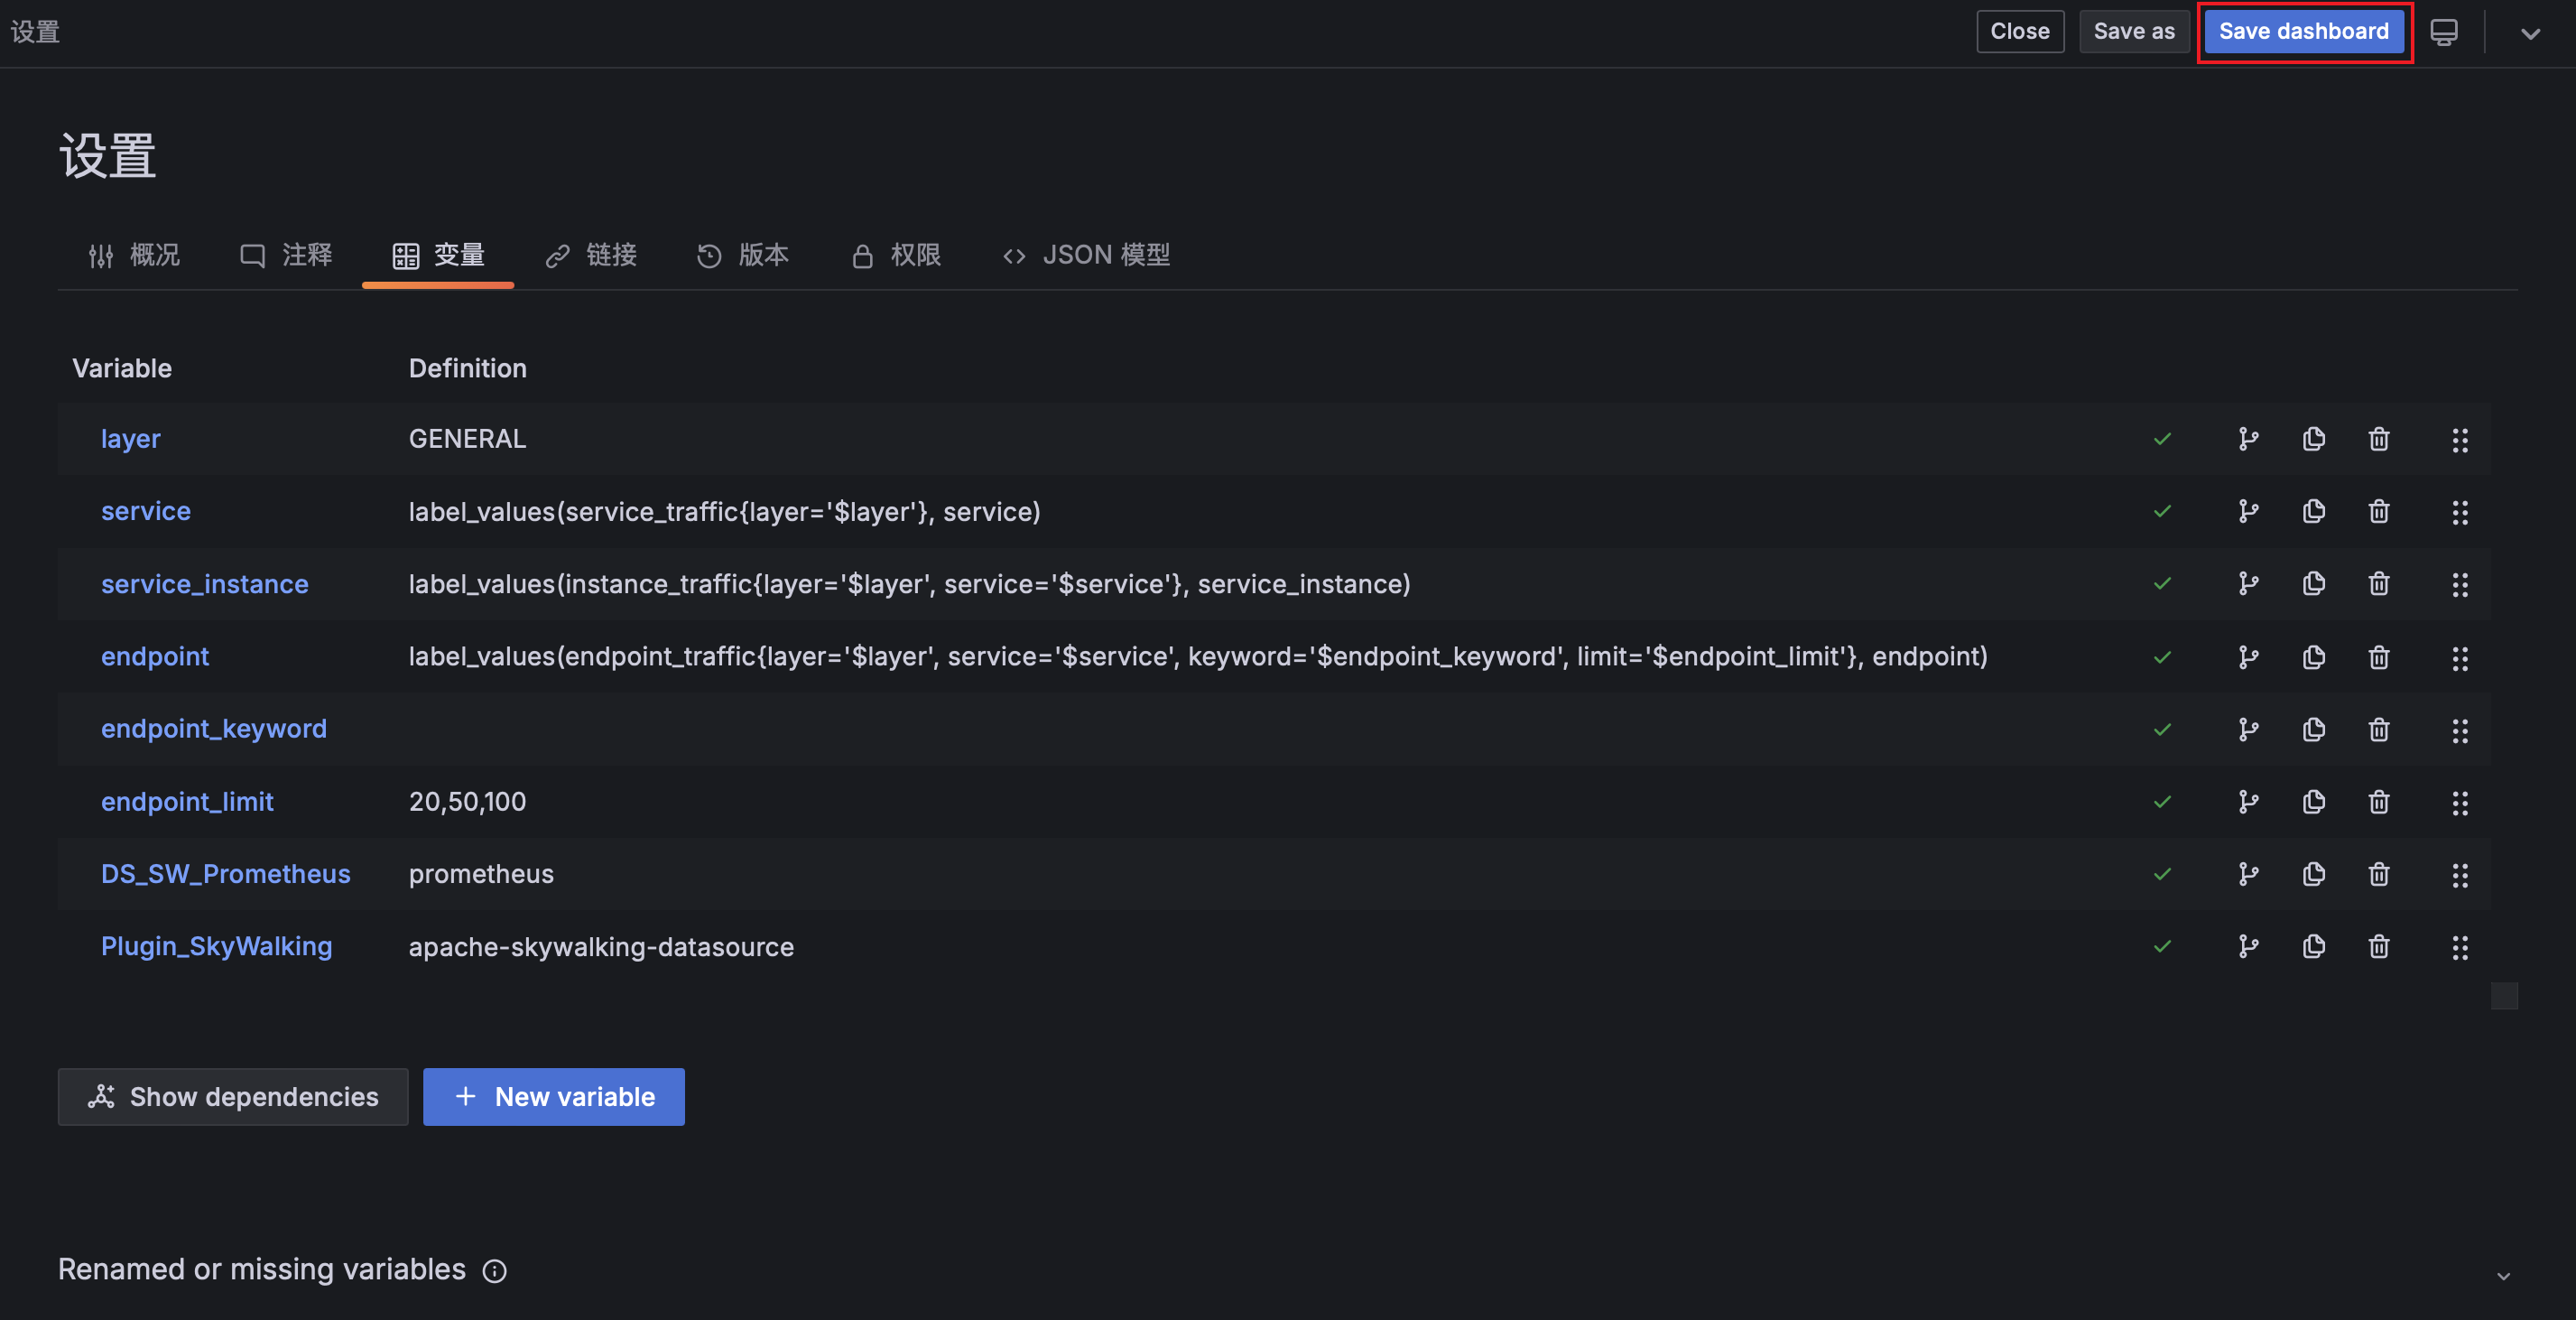 设置
Close
Save as
Save dashboard
设置
概况
注释
变量
链接
版本
权限
JSON 模型
Variable
Definition
layer
GENERAL
service
label_values(service_traffic{layer='$layer'}, service)
service_instance
label_values(instance_traffic{layer='$layer', service='$service'}, service_instance)
endpoint
label_values(endpoint_traffic{layer='$layer', service='$service', keyword='$endpoint_keyword', limit='$endpoint_limit'}, endpoint)
endpoint_keyword
endpoint_limit
20,50,100
DS_SW_Prometheus
prometheus
Plugin_SkyWalking
apache-skywalking-datasource
Show dependencies
New variable
Renamed or missing variables